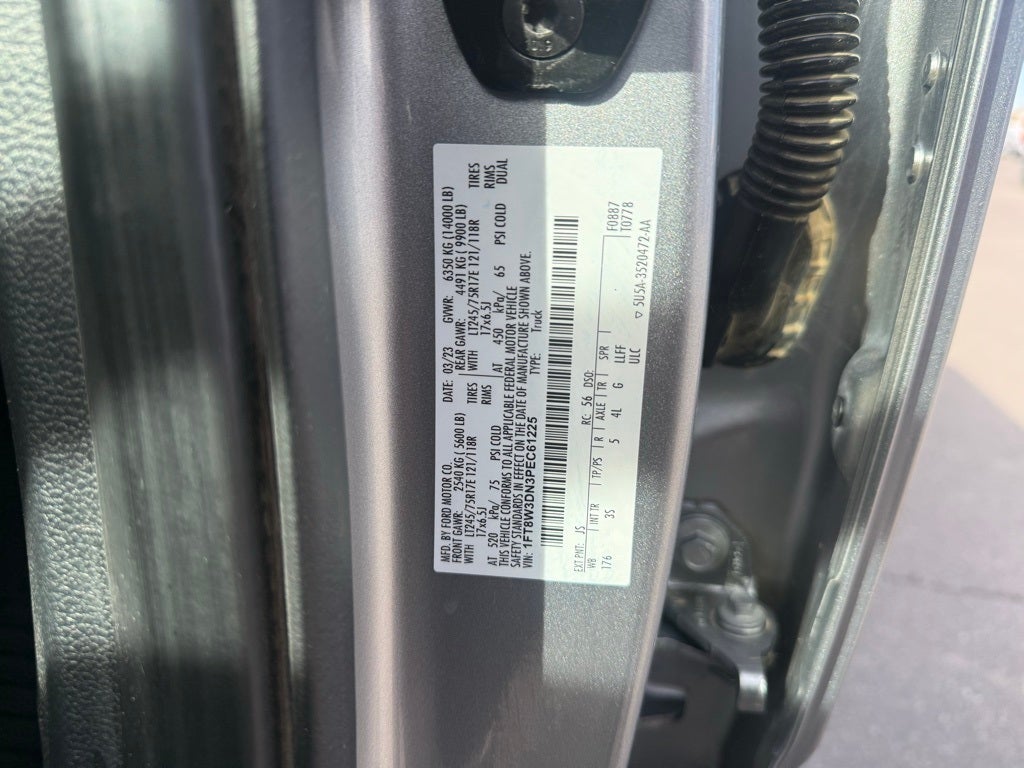 MFD. BY FORD MOTOR CO. DATE: 03/23 GVWR: 6350 KG (14000 LB)
FRONT GAWR: 2540 KG (5600 LB) REAR GAWR: 4491 KG (9900 LB)
WITH LT245/75R17E 121/118R TIRES WITH LT245/75R17E 121/118R TIRES
17x6.5J RIMS 17x6.5J RIMS
AT 520 kPa/ 75 PSI COLD AT 450 kPa/ 65 PSI COLD DUAL
THIS VEHICLE CONFORMS TO ALL APPLICABLE FEDERAL MOTOR VEHICLE
SAFETY STANDARDS IN EFFECT ON THE DATE OF MANUFACTURE SHOWN ABOVE.
VIN: 1FT8W3DN3PEC61225 TYPE: Truck
EXT PNT: JS RC: 56 DSO: F0887
WB INT TR TP/PS R AXLE TR SPR T0778
176 3S 5 4L G LLFF
ULC ▽ 5U5A-3520472-AA